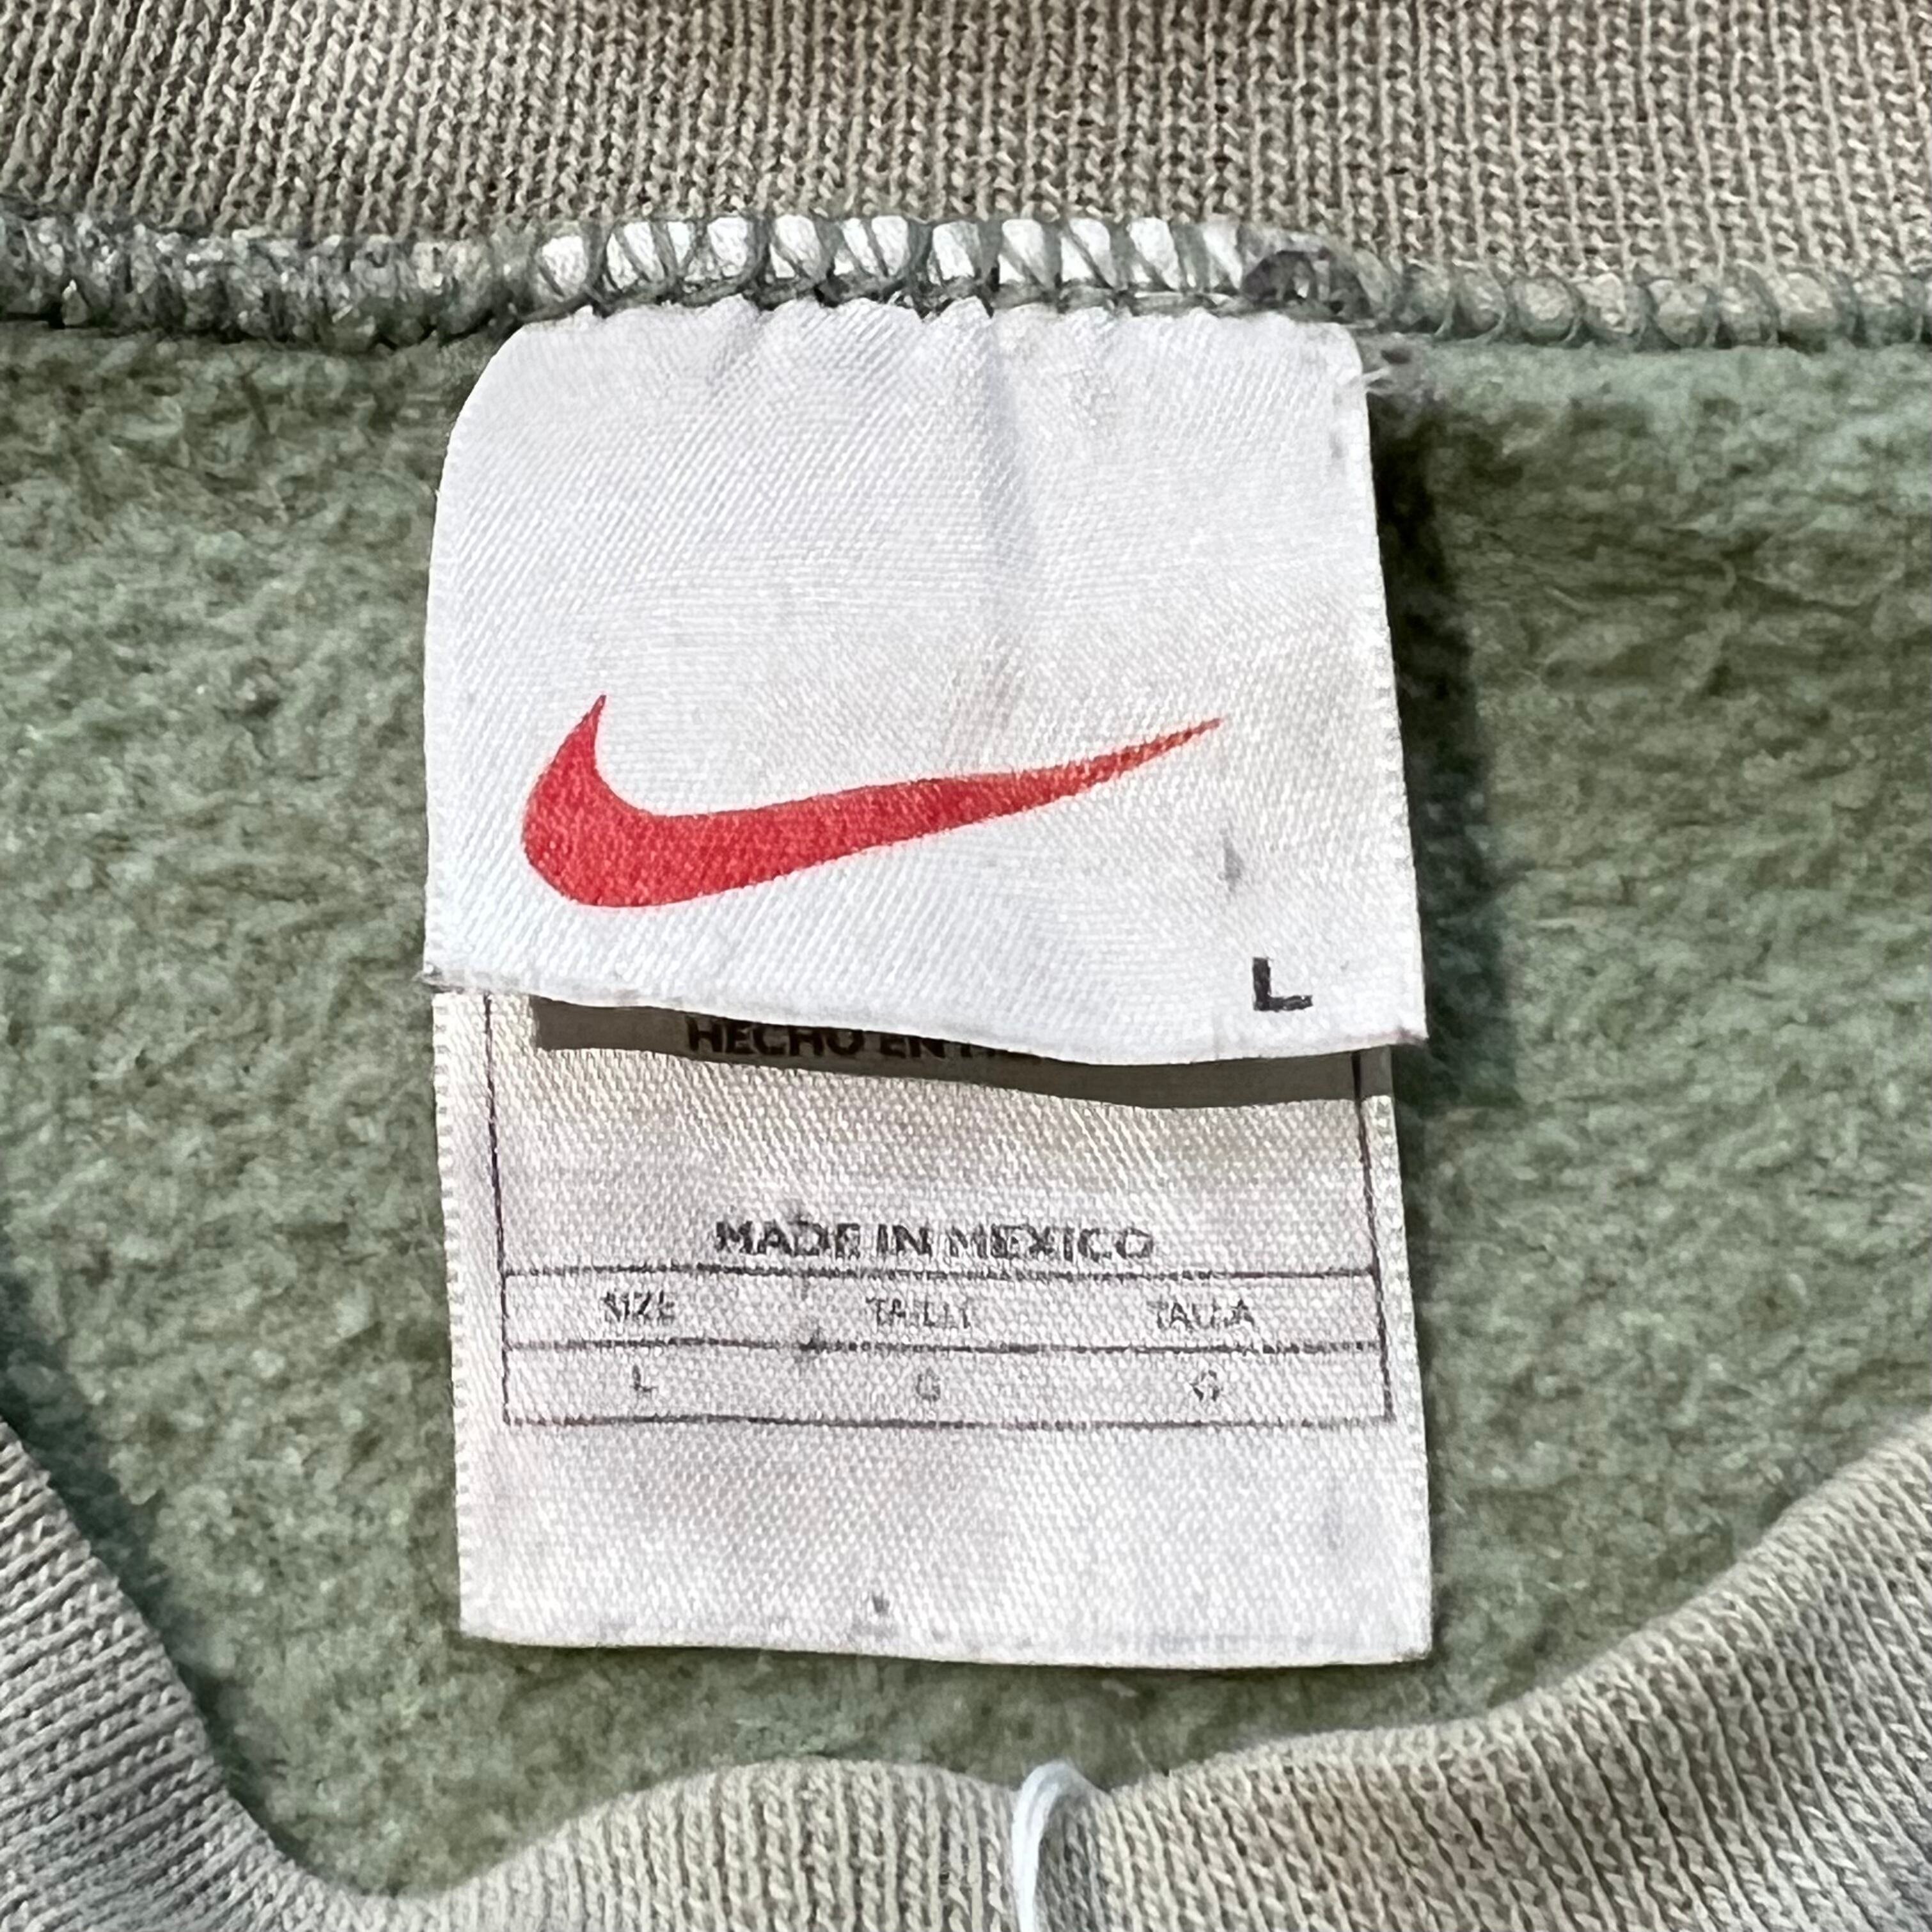 L
HECHO EN
MADE IN MEXICO
SIZE TAILLE TALLA
L G G